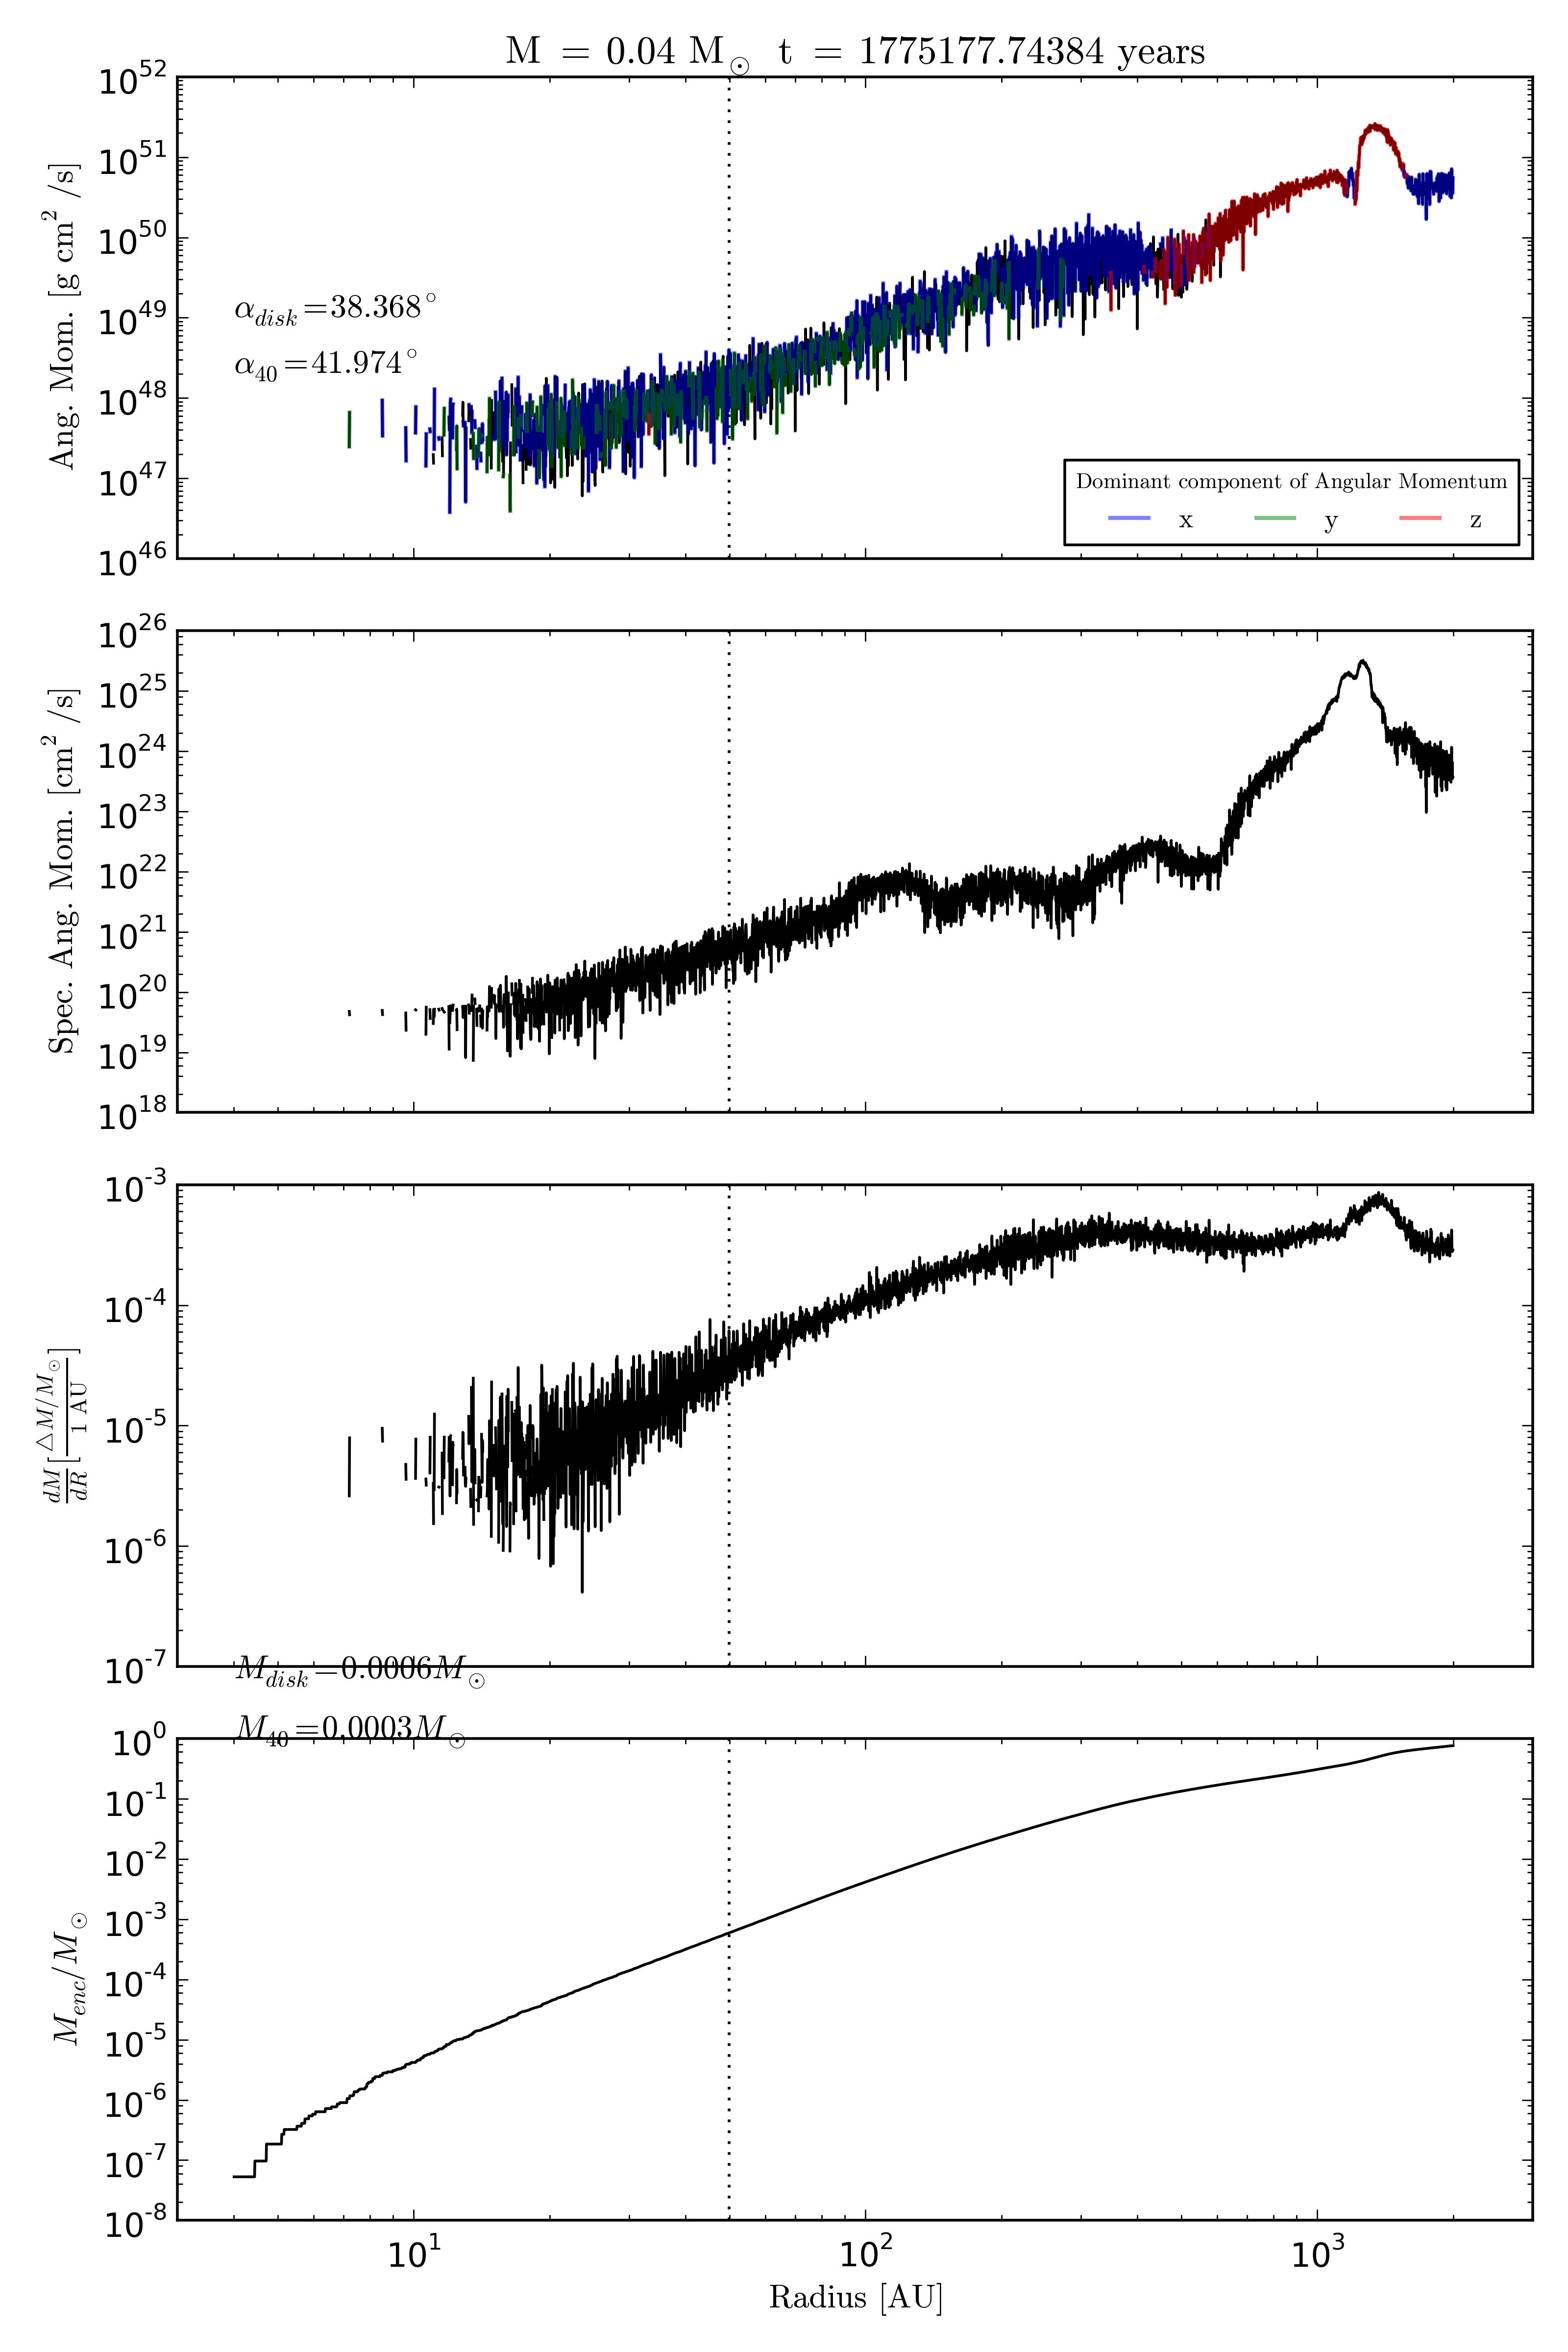 M = 0.04 M☉ t = 1775177.74384 years
10^52
10^51
10^50
10^49
10^48
10^47
10^46
Ang. Mom. [g cm^2 /s]
α_disk=38.368°
α_40=41.974°
Dominant component of Angular Momentum
x y z
10^26
10^25
10^24
10^23
10^22
10^21
10^20
10^19
10^18
Spec. Ang. Mom. [cm^2 /s]
10^-3
10^-4
10^-5
10^-6
10^-7
dM/dR [△M/M☉ / 1 AU]
M_disk=0.0006M☉
M_40=0.0003M☉
10^0
10^-1
10^-2
10^-3
10^-4
10^-5
10^-6
10^-7
10^-8
M_enc/M☉
10^1 10^2 10^3
Radius [AU]